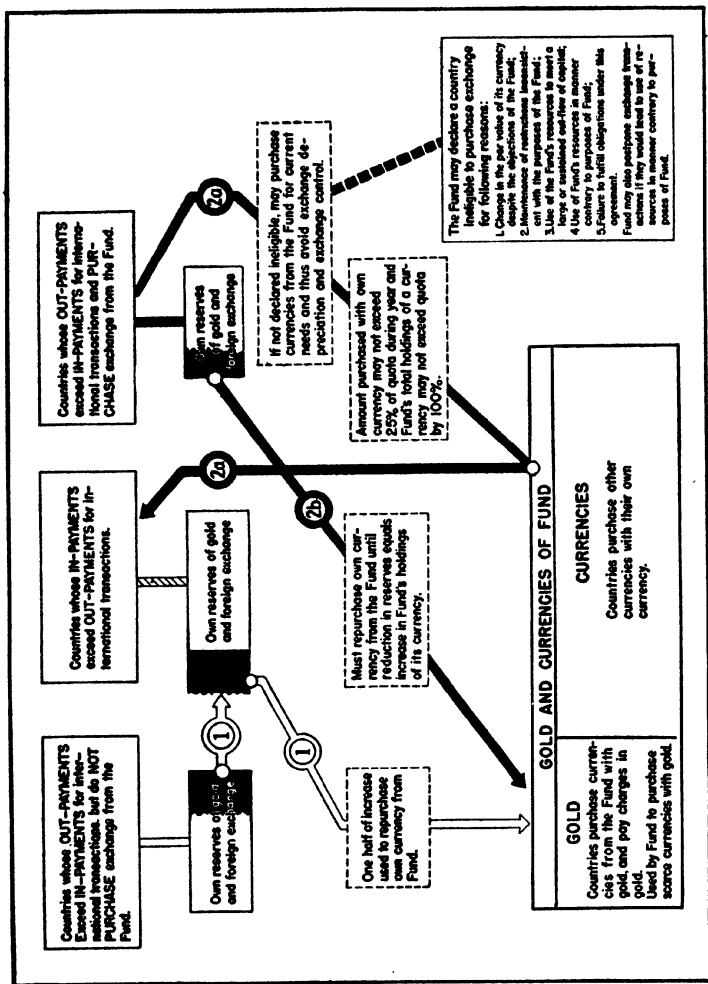 Countries whose OUT-PAYMENTS
Exceed IN-PAYMENTS for inter-
national transactions, but do NOT
PURCHASE exchange from the
Fund.
Countries whose IN-PAYMENTS
exceed OUT-PAYMENTS for in-
ternational transactions.
Countries whose OUT-PAYMENTS
exceed IN-PAYMENTS for interna-
tional transactions and PUR-
CHASE exchange from the Fund.
Own reserves of gold
and foreign exchange
1
Own reserves of gold
and foreign exchange
2a
Own reserves
of gold and
foreign exchange
2a
1
2b
If not declared ineligible, may purchase
currencies from the Fund for current
needs and thus avoid exchange de-
preciation and exchange control.
One half of increase
used to repurchase
own currency from
Fund.
Must repurchase own cur-
rency from the Fund until
reduction in reserves equals
increase in Fund's holdings
of its currency.
Amount purchased with own
currency may not exceed
25% of quota during year and
Fund's total holdings of a cur-
rency may not exceed quota
by 100%.
The Fund may declare a country
ineligible to purchase exchange
for following reasons:
1. Change in the par value of its currency
despite the objections of the Fund;
2. Maintenance of restrictions inconsist-
ent with the purposes of the Fund;
3. Use of the Fund's resources to meet a
large or sustained out-flow of capital;
4. Use of Fund's resources in manner
contrary to purposes of Fund;
5. Failure to fulfill obligations under this
agreement.
Fund may also postpone exchange trans-
actions if they would lead to use of re-
sources in manner contrary to pur-
poses of Fund.
GOLD AND CURRENCIES OF FUND
GOLD
Countries purchase curren-
cies from the Fund with
gold, and pay charges in
gold.
Used by Fund to purchase
scarce currencies with gold.
CURRENCIES
Countries purchase other
currencies with their own
currency.